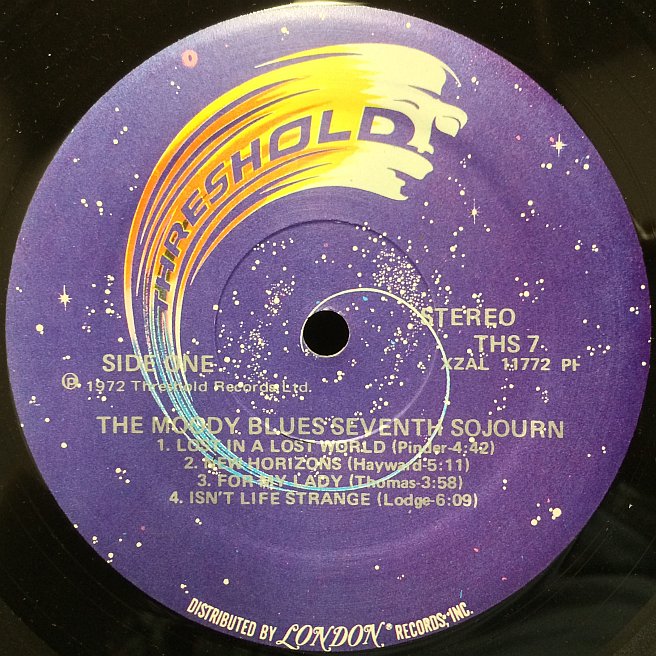 THRESHOLD
STEREO
THS 7
SIDE ONE
XZAL 11772 PH
Ⓟ 1972 Threshold Records, Ltd.
THE MOODY BLUES SEVENTH SOJOURN
1. LOST IN A LOST WORLD (Pinder-4:42)
2. NEW HORIZONS (Hayward-5:11)
3. FOR MY LADY (Thomas-3:58)
4. ISN'T LIFE STRANGE (Lodge-6:09)
DISTRIBUTED BY LONDON® RECORDS, INC.